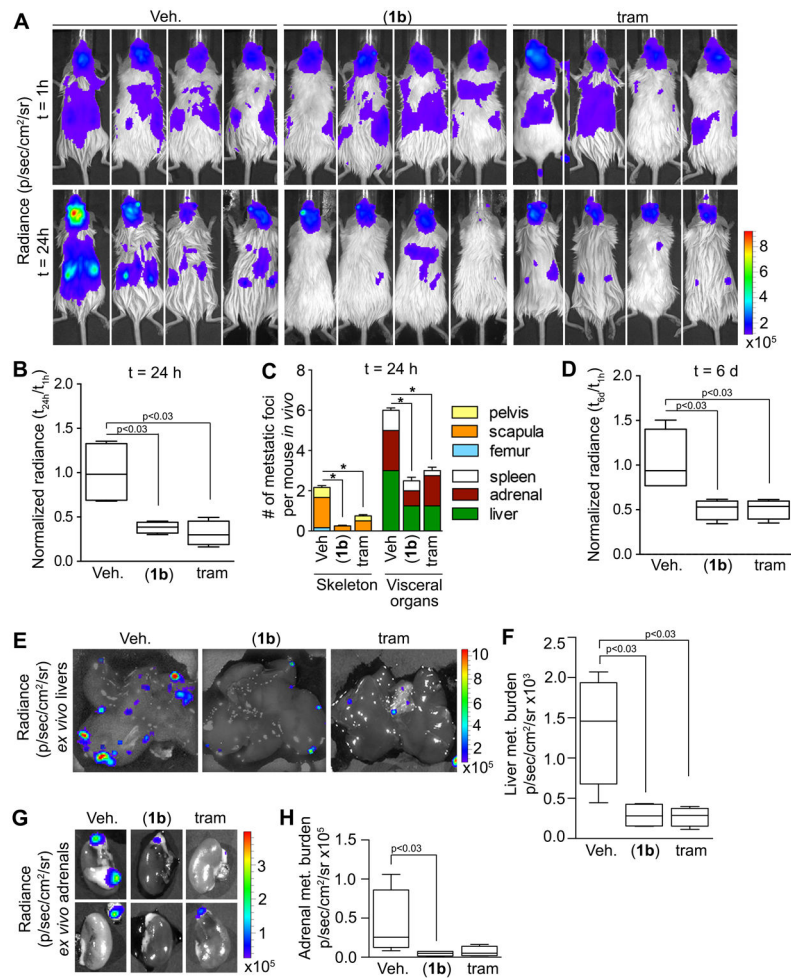 A
Veh.
(1b)
tram
Radiance (p/sec/cm²/sr)
t = 1h
t = 24h
8
6
4
2
x10⁵
B
t = 24 h
Normalized radiance (t24h/t1h)
2.0
1.5
1.0
0.5
0.0
p<0.03
p<0.03
Veh.
(1b)
tram
C
t = 24 h
# of metstatic foci
per mouse in vivo
8
6
4
2
0
*
*
*
*
pelvis
scapula
femur
spleen
adrenal
liver
Veh
(1b)
tram
Veh
(1b)
tram
Skeleton
Visceral
organs
D
t = 6 d
Normalized radiance (t6d/t1h)
2.0
1.5
1.0
0.5
0.0
p<0.03
p<0.03
Veh.
(1b)
tram
E
Veh.
(1b)
tram
Radiance
(p/sec/cm²/sr)
ex vivo livers
10
8
6
4
2
x10⁵
F
Liver met. burden
p/sec/cm²/sr x10³
2.5
2.0
1.5
1.0
0.5
0.0
p<0.03
p<0.03
Veh.
(1b)
tram
G
Veh.
(1b)
tram
Radiance
(p/sec/cm²/sr)
ex vivo adrenals
3
2
1
x10⁵
H
Adrenal met. burden
p/sec/cm²/sr x10⁵
1.5
1.0
0.5
0.0
p<0.03
Veh.
(1b)
tram